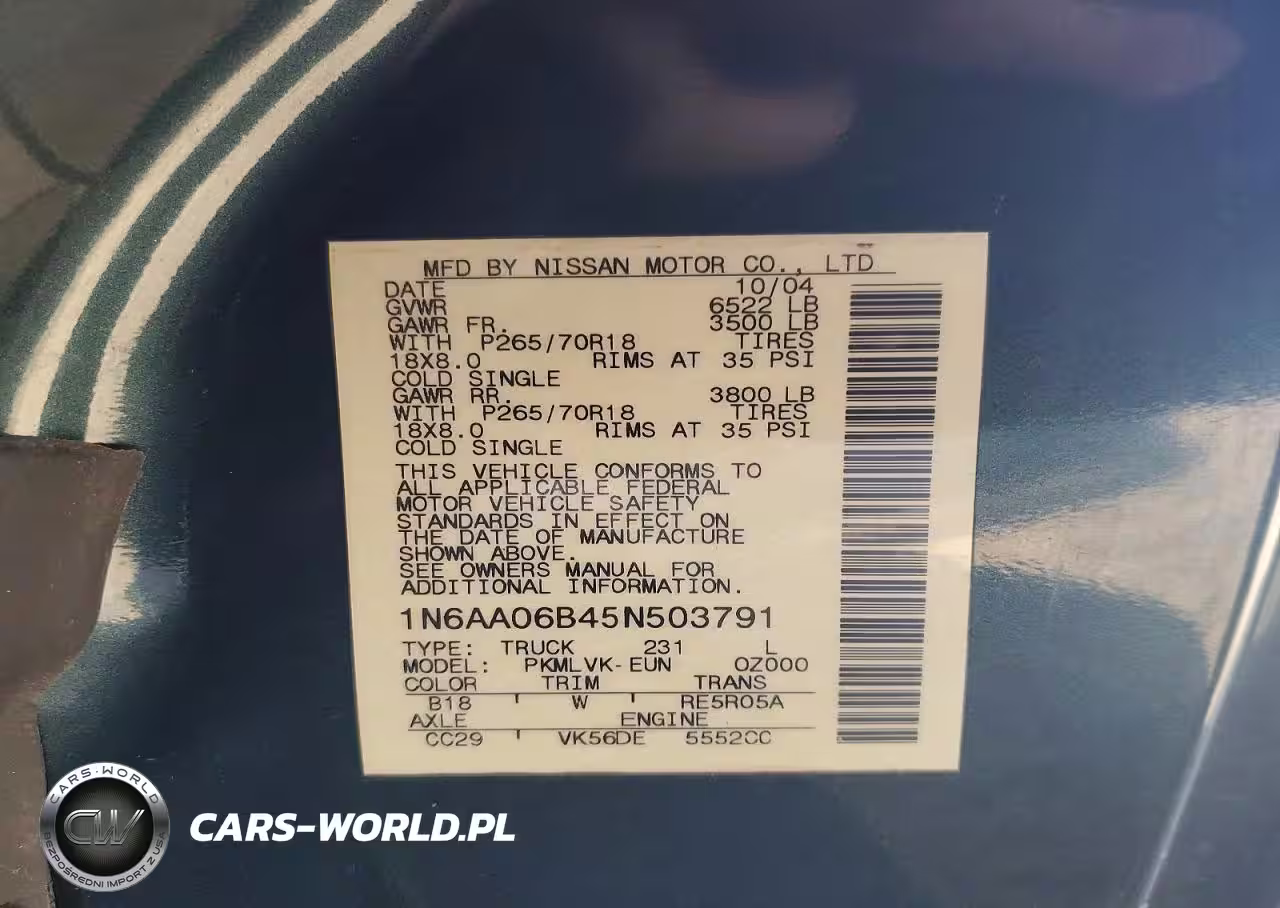 MFD BY NISSAN MOTOR CO., LTD
DATE 10/04
GVWR 6522 LB
GAWR FR. 3500 LB
WITH P265/70R18 TIRES
18X8.0 RIMS AT 35 PSI
COLD SINGLE
GAWR RR. 3800 LB
WITH P265/70R18 TIRES
18X8.0 RIMS AT 35 PSI
COLD SINGLE
THIS VEHICLE CONFORMS TO
ALL APPLICABLE FEDERAL
MOTOR VEHICLE SAFETY
STANDARDS IN EFFECT ON
THE DATE OF MANUFACTURE
SHOWN ABOVE.
SEE OWNERS MANUAL FOR
ADDITIONAL INFORMATION.
1N6AA06B45N503791
TYPE: TRUCK 231 L
MODEL: PKMLVK-EUN OZ000
COLOR TRIM TRANS
B18 W RE5R05A
AXLE ENGINE
CC29 VK56DE 5552CC
CARS-WORLD
CW
BEZPOŚREDNI IMPORT Z USA
CARS-WORLD.PL